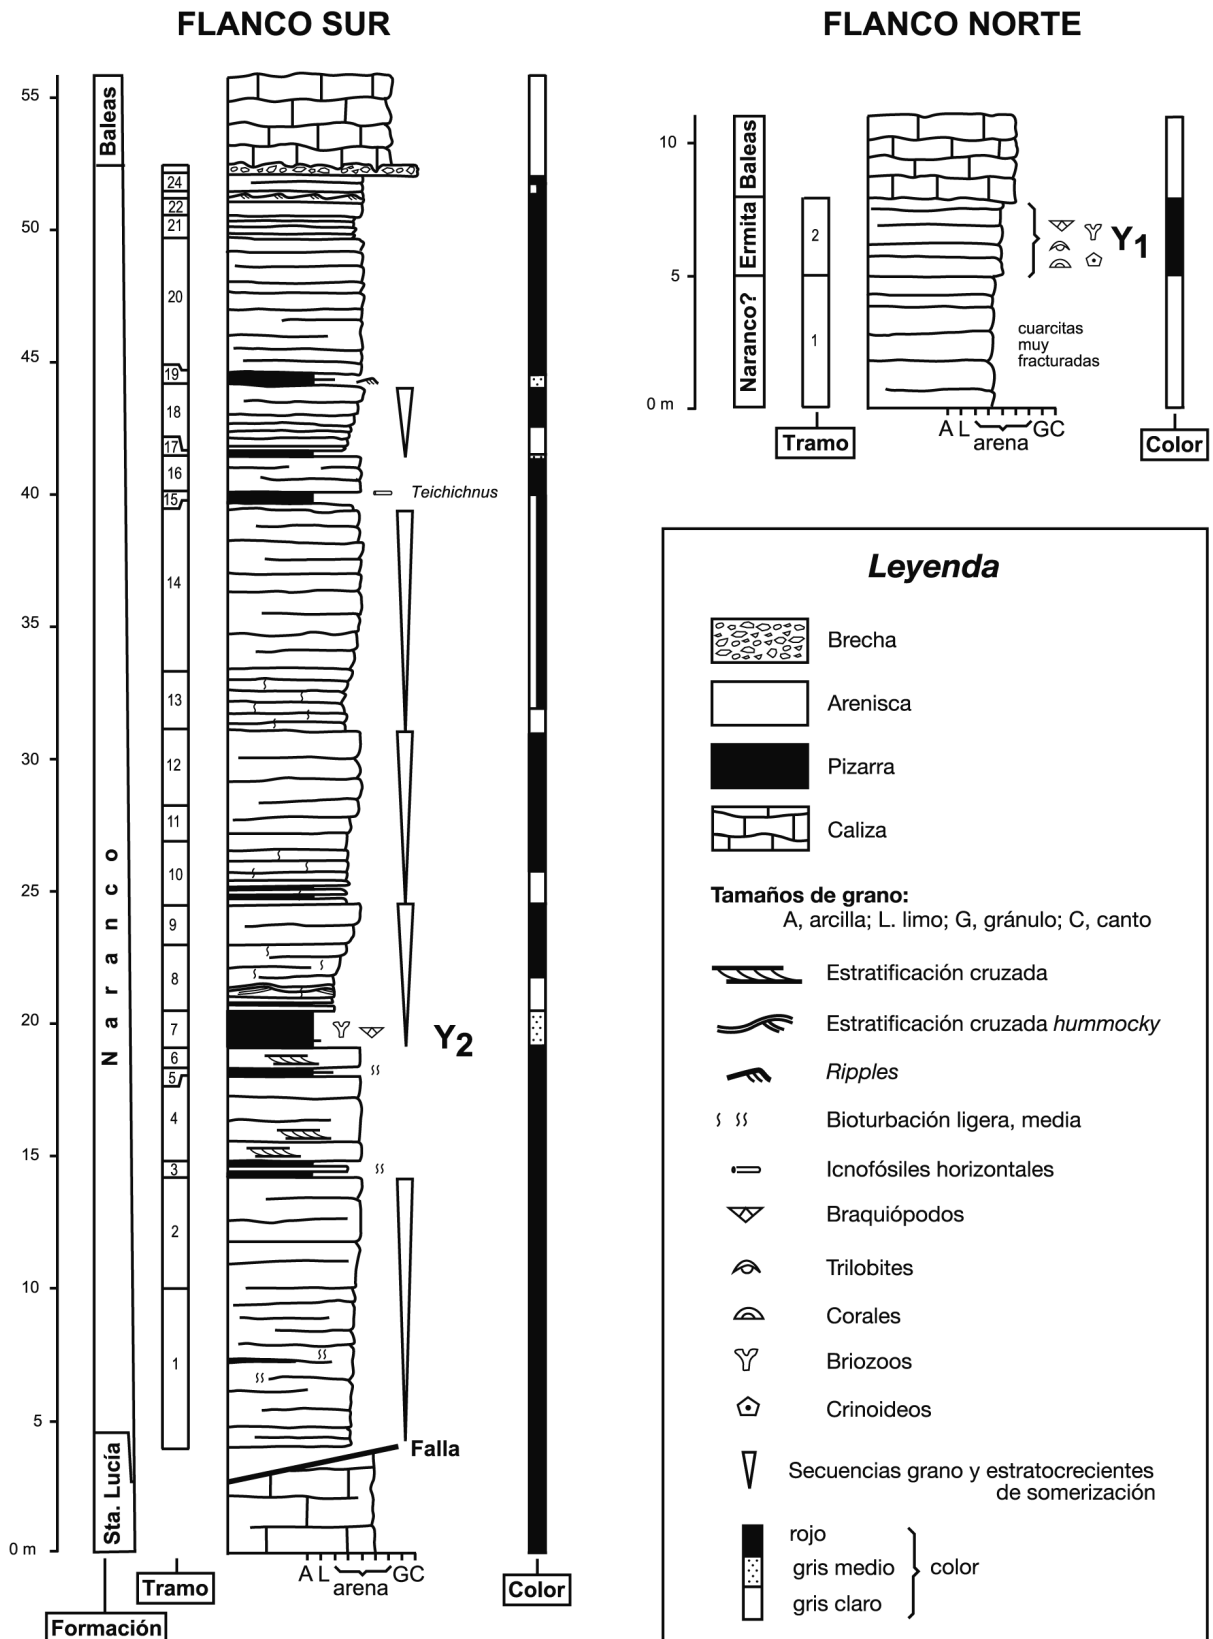 FLANCO SUR
55
50
45
40
35
30
25
20
15
10
5
0 m
Baleas
Naranco
Sta. Lucía
Formación
24
22
21
20
19
18
17
16
15
14
13
12
11
10
9
8
7
6
5
4
3
2
1
Tramo
Teichichnus
Y2
Falla
A L arena GC
Color
FLANCO NORTE
10
5
0 m
Baleas
Ermita
Naranco?
2
1
Tramo
Y1
cuarcitas
muy
fracturadas
A L arena GC
Color
Leyenda
Brecha
Arenisca
Pizarra
Caliza
Tamaños de grano:
A, arcilla; L. limo; G, gránulo; C, canto
Estratificación cruzada
Estratificación cruzada hummocky
Ripples
Bioturbación ligera, media
Icnofósiles horizontales
Braquiópodos
Trilobites
Corales
Briozoos
Crinoideos
Secuencias grano y estratocrecientes
de somerización
rojo
gris medio
gris claro
color